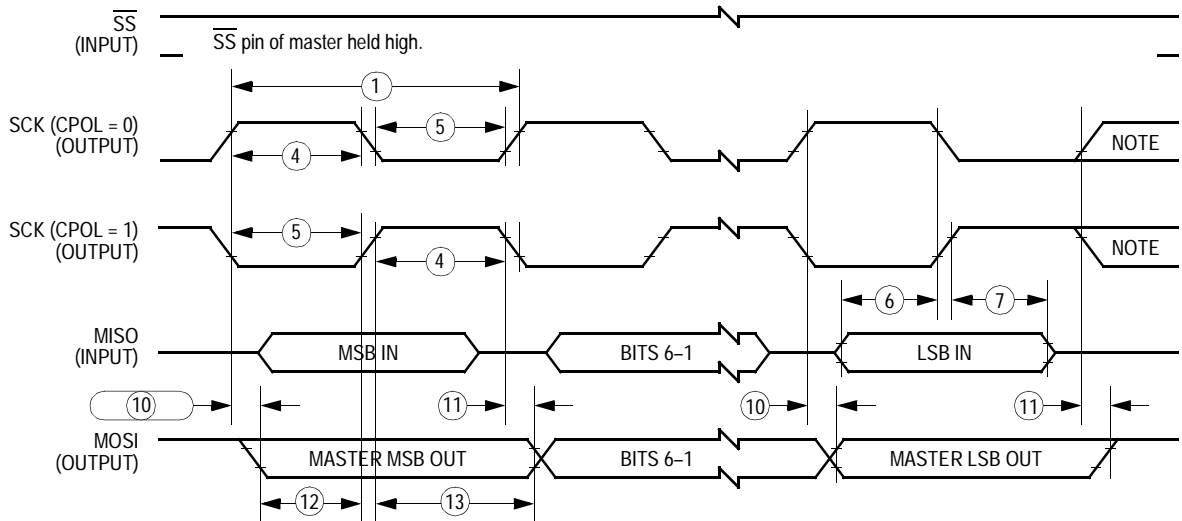 SS
(INPUT)
SS pin of master held high.
1
SCK (CPOL = 0)
(OUTPUT)
5
4
NOTE
SCK (CPOL = 1)
(OUTPUT)
5
4
NOTE
6
7
MISO
(INPUT)
MSB IN
BITS 6–1
LSB IN
10
11
10
11
MOSI
(OUTPUT)
MASTER MSB OUT
BITS 6–1
MASTER LSB OUT
12
13